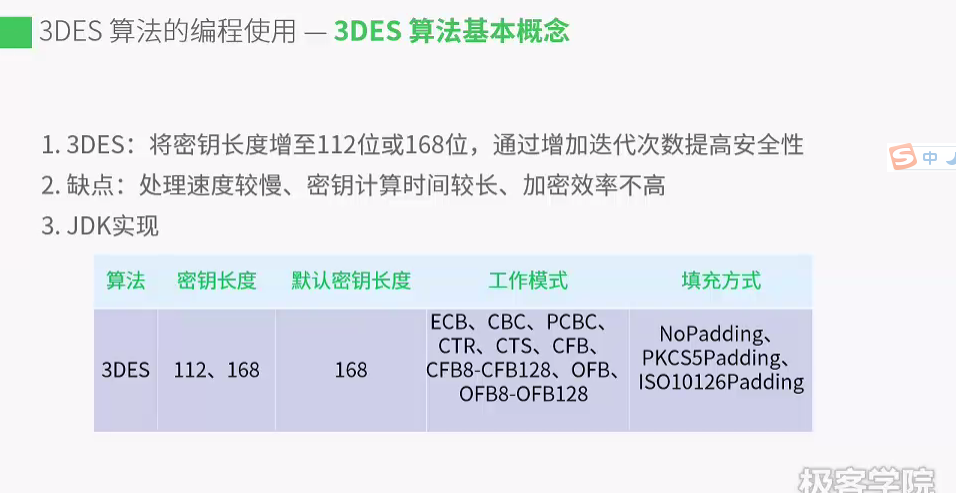 3DES 算法的编程使用 — 3DES 算法基本概念
1. 3DES：将密钥长度增至112位或168位，通过增加迭代次数提高安全性
中
2. 缺点：处理速度较慢、密钥计算时间较长、加密效率不高
3. JDK实现
算法 密钥长度 默认密钥长度 工作模式 填充方式
3DES 112、168 168
ECB、CBC、PCBC、
CTR、CTS、CFB、
CFB8-CFB128、OFB、
OFB8-OFB128
NoPadding、
PKCS5Padding、
ISO10126Padding
极客学院